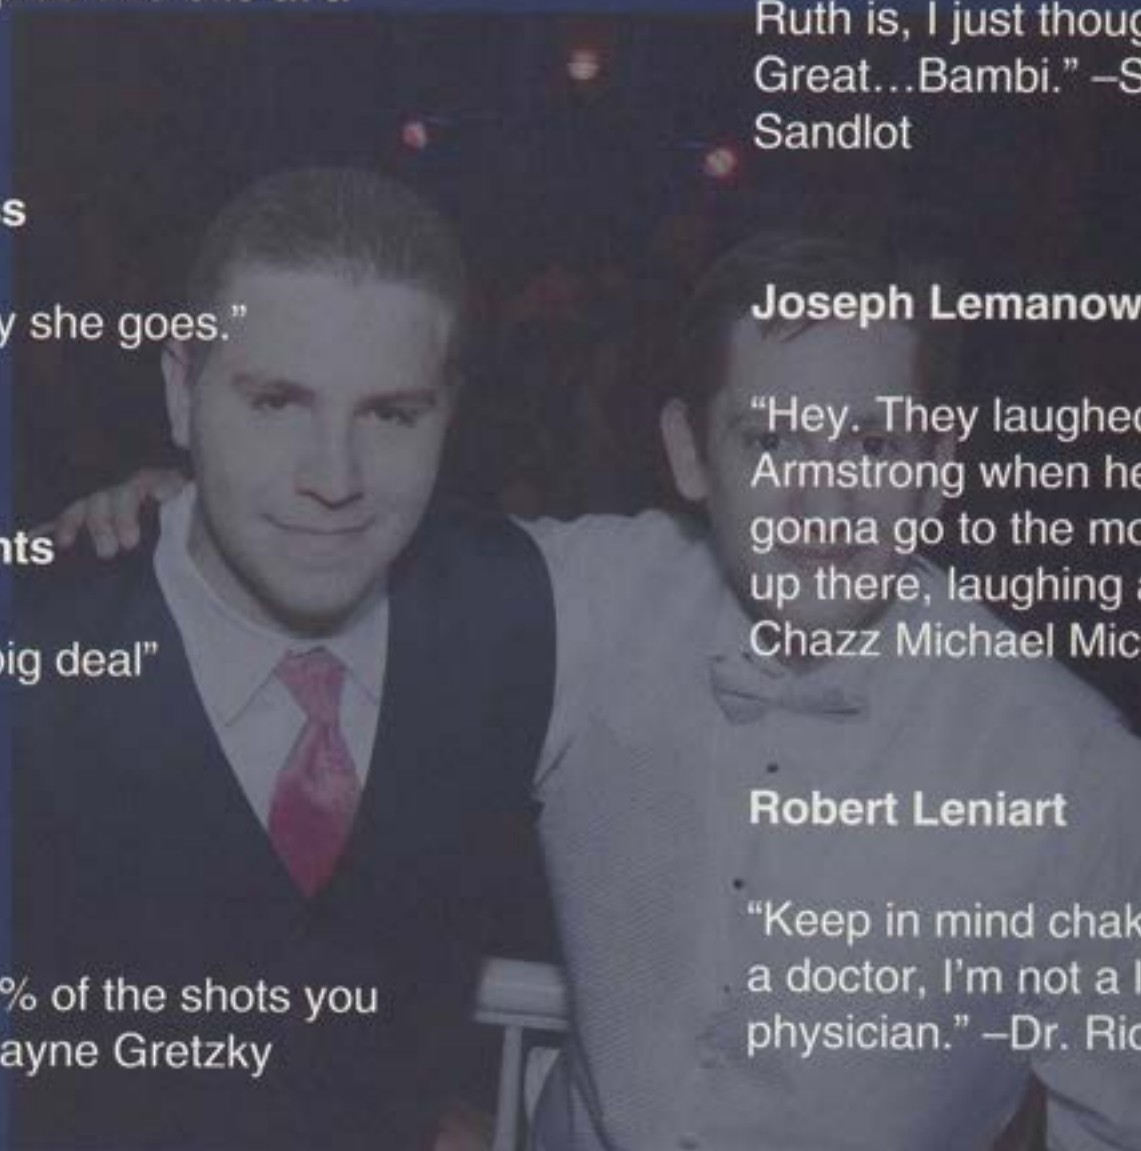 y she goes.”
big deal”
% of the shots you
ayne Gretzky
Ruth is, I just thoug
Great...Bambi.” –S
Sandlot
Joseph Lemanow
“Hey. They laughed
Armstrong when he
gonna go to the mo
up there, laughing a
Chazz Michael Mic
Robert Leniart
“Keep in mind chak
a doctor, I’m not a l
physician.” –Dr. Ric